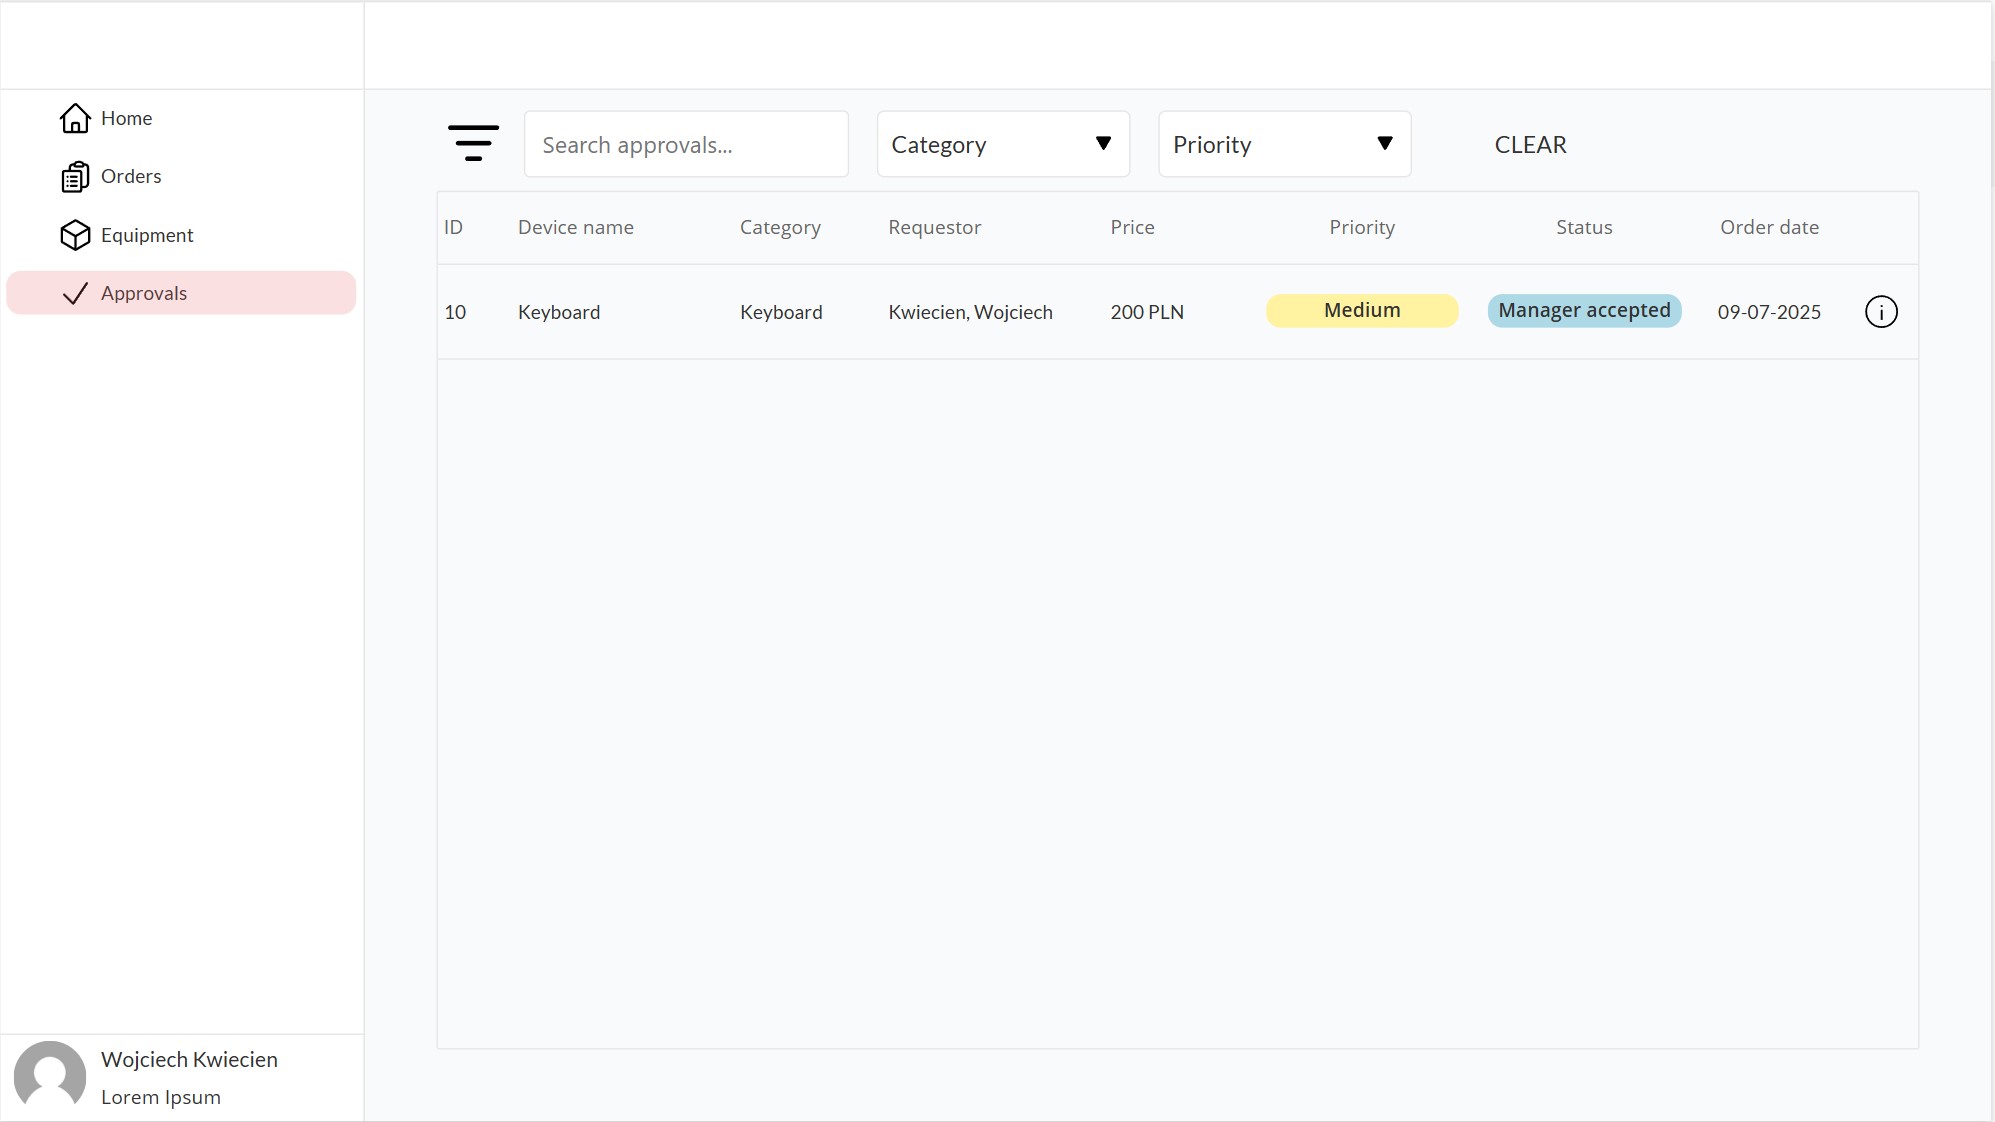 Home
Orders
Equipment
Approvals
Search approvals...
Category
Priority
CLEAR
ID Device name Category Requestor Price Priority Status Order date
10 Keyboard Keyboard Kwiecien, Wojciech 200 PLN Medium Manager accepted 09-07-2025
Wojciech Kwiecien
Lorem Ipsum